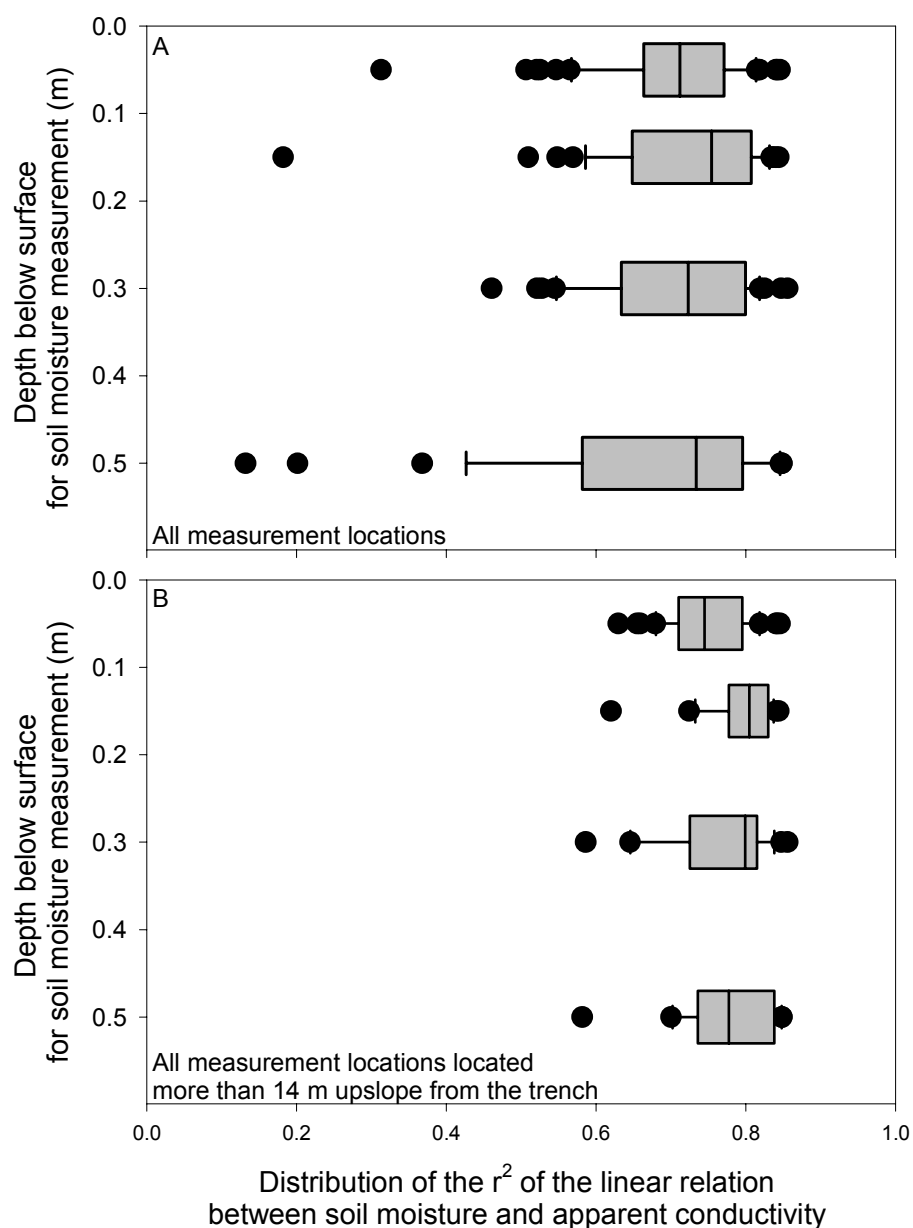 0.0
A
0.1
0.2
0.3
0.4
0.5
Depth below surface
for soil moisture measurement (m)
All measurement locations
0.0
B
0.1
0.2
0.3
0.4
0.5
Depth below surface
for soil moisture measurement (m)
All measurement locations located
more than 14 m upslope from the trench
0.0 0.2 0.4 0.6 0.8 1.0
Distribution of the r² of the linear relation
between soil moisture and apparent conductivity